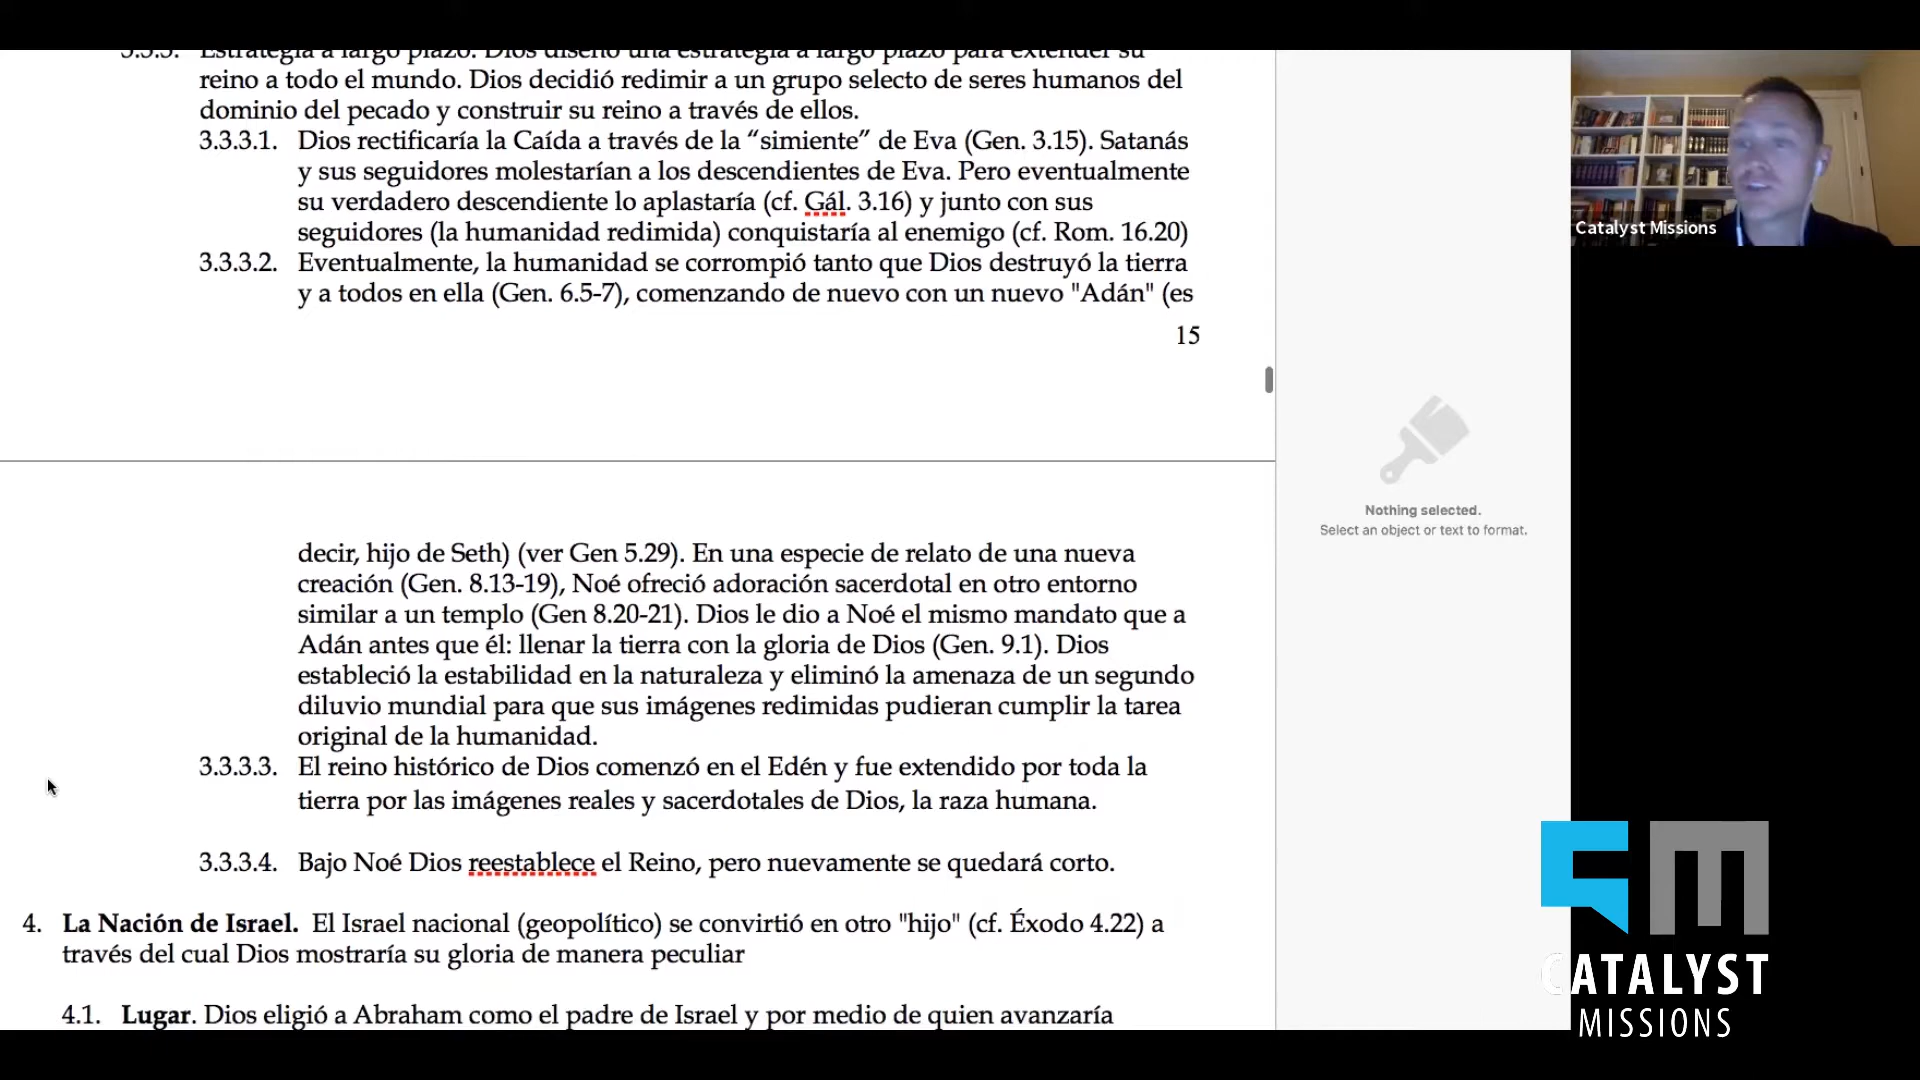 3.3.3. Estrategia a largo plazo. Dios diseñó una estrategia a largo plazo para extender su
reino a todo el mundo. Dios decidió redimir a un grupo selecto de seres humanos del
dominio del pecado y construir su reino a través de ellos.
3.3.3.1. Dios rectificaría la Caída a través de la “simiente” de Eva (Gen. 3.15). Satanás
y sus seguidores molestarían a los descendientes de Eva. Pero eventualmente
su verdadero descendiente lo aplastaría (cf. Gál. 3.16) y junto con sus
seguidores (la humanidad redimida) conquistaría al enemigo (cf. Rom. 16.20)
3.3.3.2. Eventualmente, la humanidad se corrompió tanto que Dios destruyó la tierra
y a todos en ella (Gen. 6.5-7), comenzando de nuevo con un nuevo "Adán" (es
15
decir, hijo de Seth) (ver Gen 5.29). En una especie de relato de una nueva
creación (Gen. 8.13-19), Noé ofreció adoración sacerdotal en otro entorno
similar a un templo (Gen 8.20-21). Dios le dio a Noé el mismo mandato que a
Adán antes que él: llenar la tierra con la gloria de Dios (Gen. 9.1). Dios
estableció la estabilidad en la naturaleza y eliminó la amenaza de un segundo
diluvio mundial para que sus imágenes redimidas pudieran cumplir la tarea
original de la humanidad.
3.3.3.3. El reino histórico de Dios comenzó en el Edén y fue extendido por toda la
tierra por las imágenes reales y sacerdotales de Dios, la raza humana.
3.3.3.4. Bajo Noé Dios reestablece el Reino, pero nuevamente se quedará corto.
4. La Nación de Israel. El Israel nacional (geopolítico) se convirtió en otro "hijo" (cf. Éxodo 4.22) a
través del cual Dios mostraría su gloria de manera peculiar
4.1. Lugar. Dios eligió a Abraham como el padre de Israel y por medio de quien avanzaría
Nothing selected.
Select an object or text to format.
Catalyst Missions
CATALYST
MISSIONS